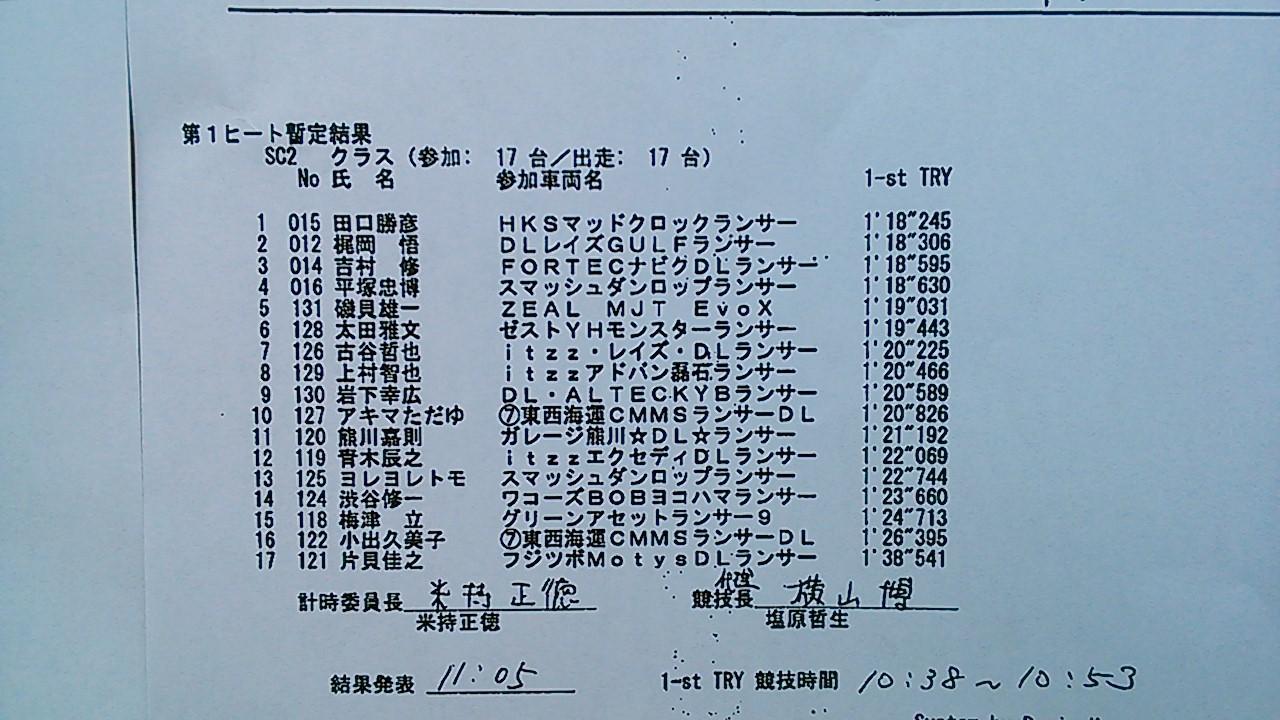 第1ヒート暫定結果
SC2 クラス (参加: 17 台/出走: 17 台)
No 氏 名 参加車両名 1-st TRY
1 015 田口勝彦 HKSマッドクロックランサー 1'18"245
2 012 梶岡 悟 DLレイズGULFランサー 1'18"306
3 014 吉村 修 FORTECナビクDLランサー 1'18"595
4 016 平塚忠博 スマッシュダンロップランサー 1'18"630
5 131 磯貝雄一 ZEAL MJT EvoX 1'19"031
6 128 太田雅文 ゼストYHモンスターランサー 1'19"443
7 126 古谷哲也 itzz・レイズ・DLランサー 1'20"225
8 129 上村智也 itzzアドバン磊石ランサー 1'20"466
9 130 岩下幸広 DL・ALTECKYBランサー 1'20"589
10 127 アキマただゆ ⑦東西海運CMMSランサーDL 1'20"826
11 120 熊川嘉則 ガレージ熊川☆DL☆ランサー 1'21"192
12 119 青木辰之 itzzエクセディDLランサー 1'22"069
13 125 ヨレヨレトモ スマッシュダンロップランサー 1'22"744
14 124 渋谷修一 ワコーズBOBヨコハマランサー 1'23"660
15 118 梅津 立 グリーンアセットランサー9 1'24"713
16 122 小出久美子 ⑦東西海運CMMSランサーDL 1'26"395
17 121 片貝佳之 フジツボMotysDLランサー 1'38"541
計時委員長 米持正徳 競技長 横山博
米持正徳 塩原哲生
結果発表 11:05 1-st TRY 競技時間 10:38~10:53